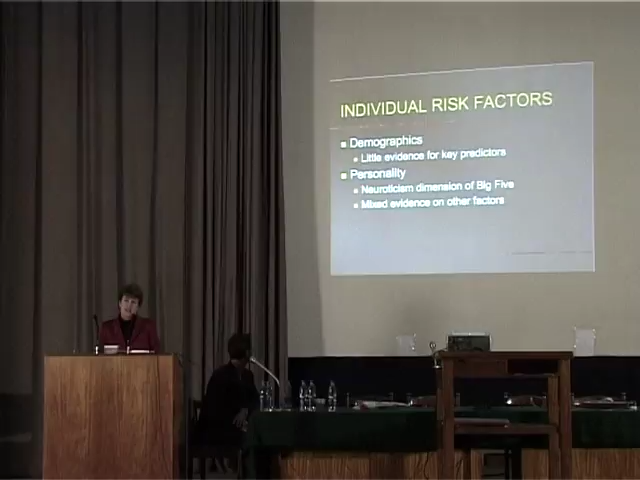 INDIVIDUAL RISK FACTORS
Demographics
Little evidence for key predictors
Personality
Neuroticism dimension of Big Five
Mixed evidence on other factors